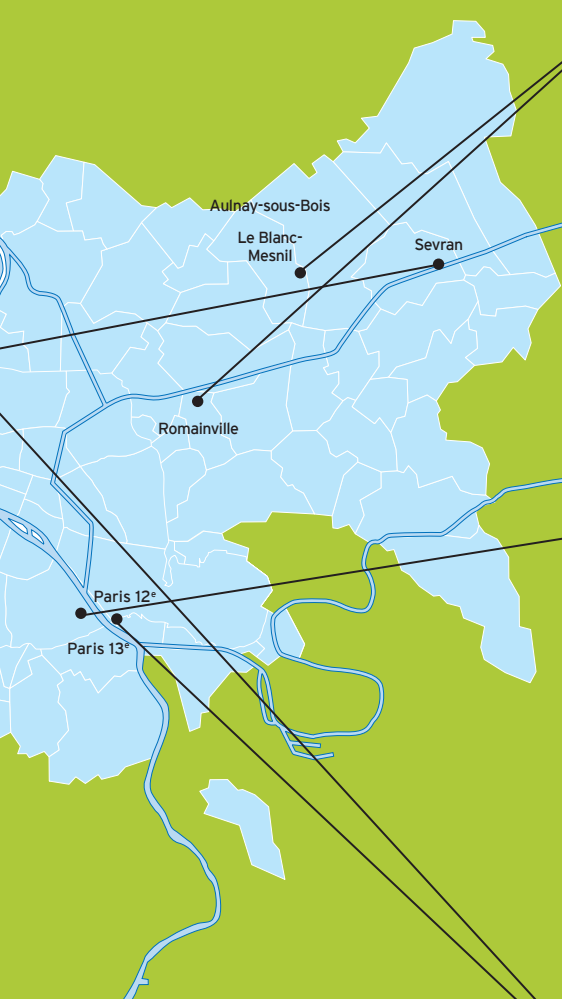 Aulnay-sous-Bois
Le Blanc-
Mesnil
Sevran
Romainville
Paris 12e
Paris 13e